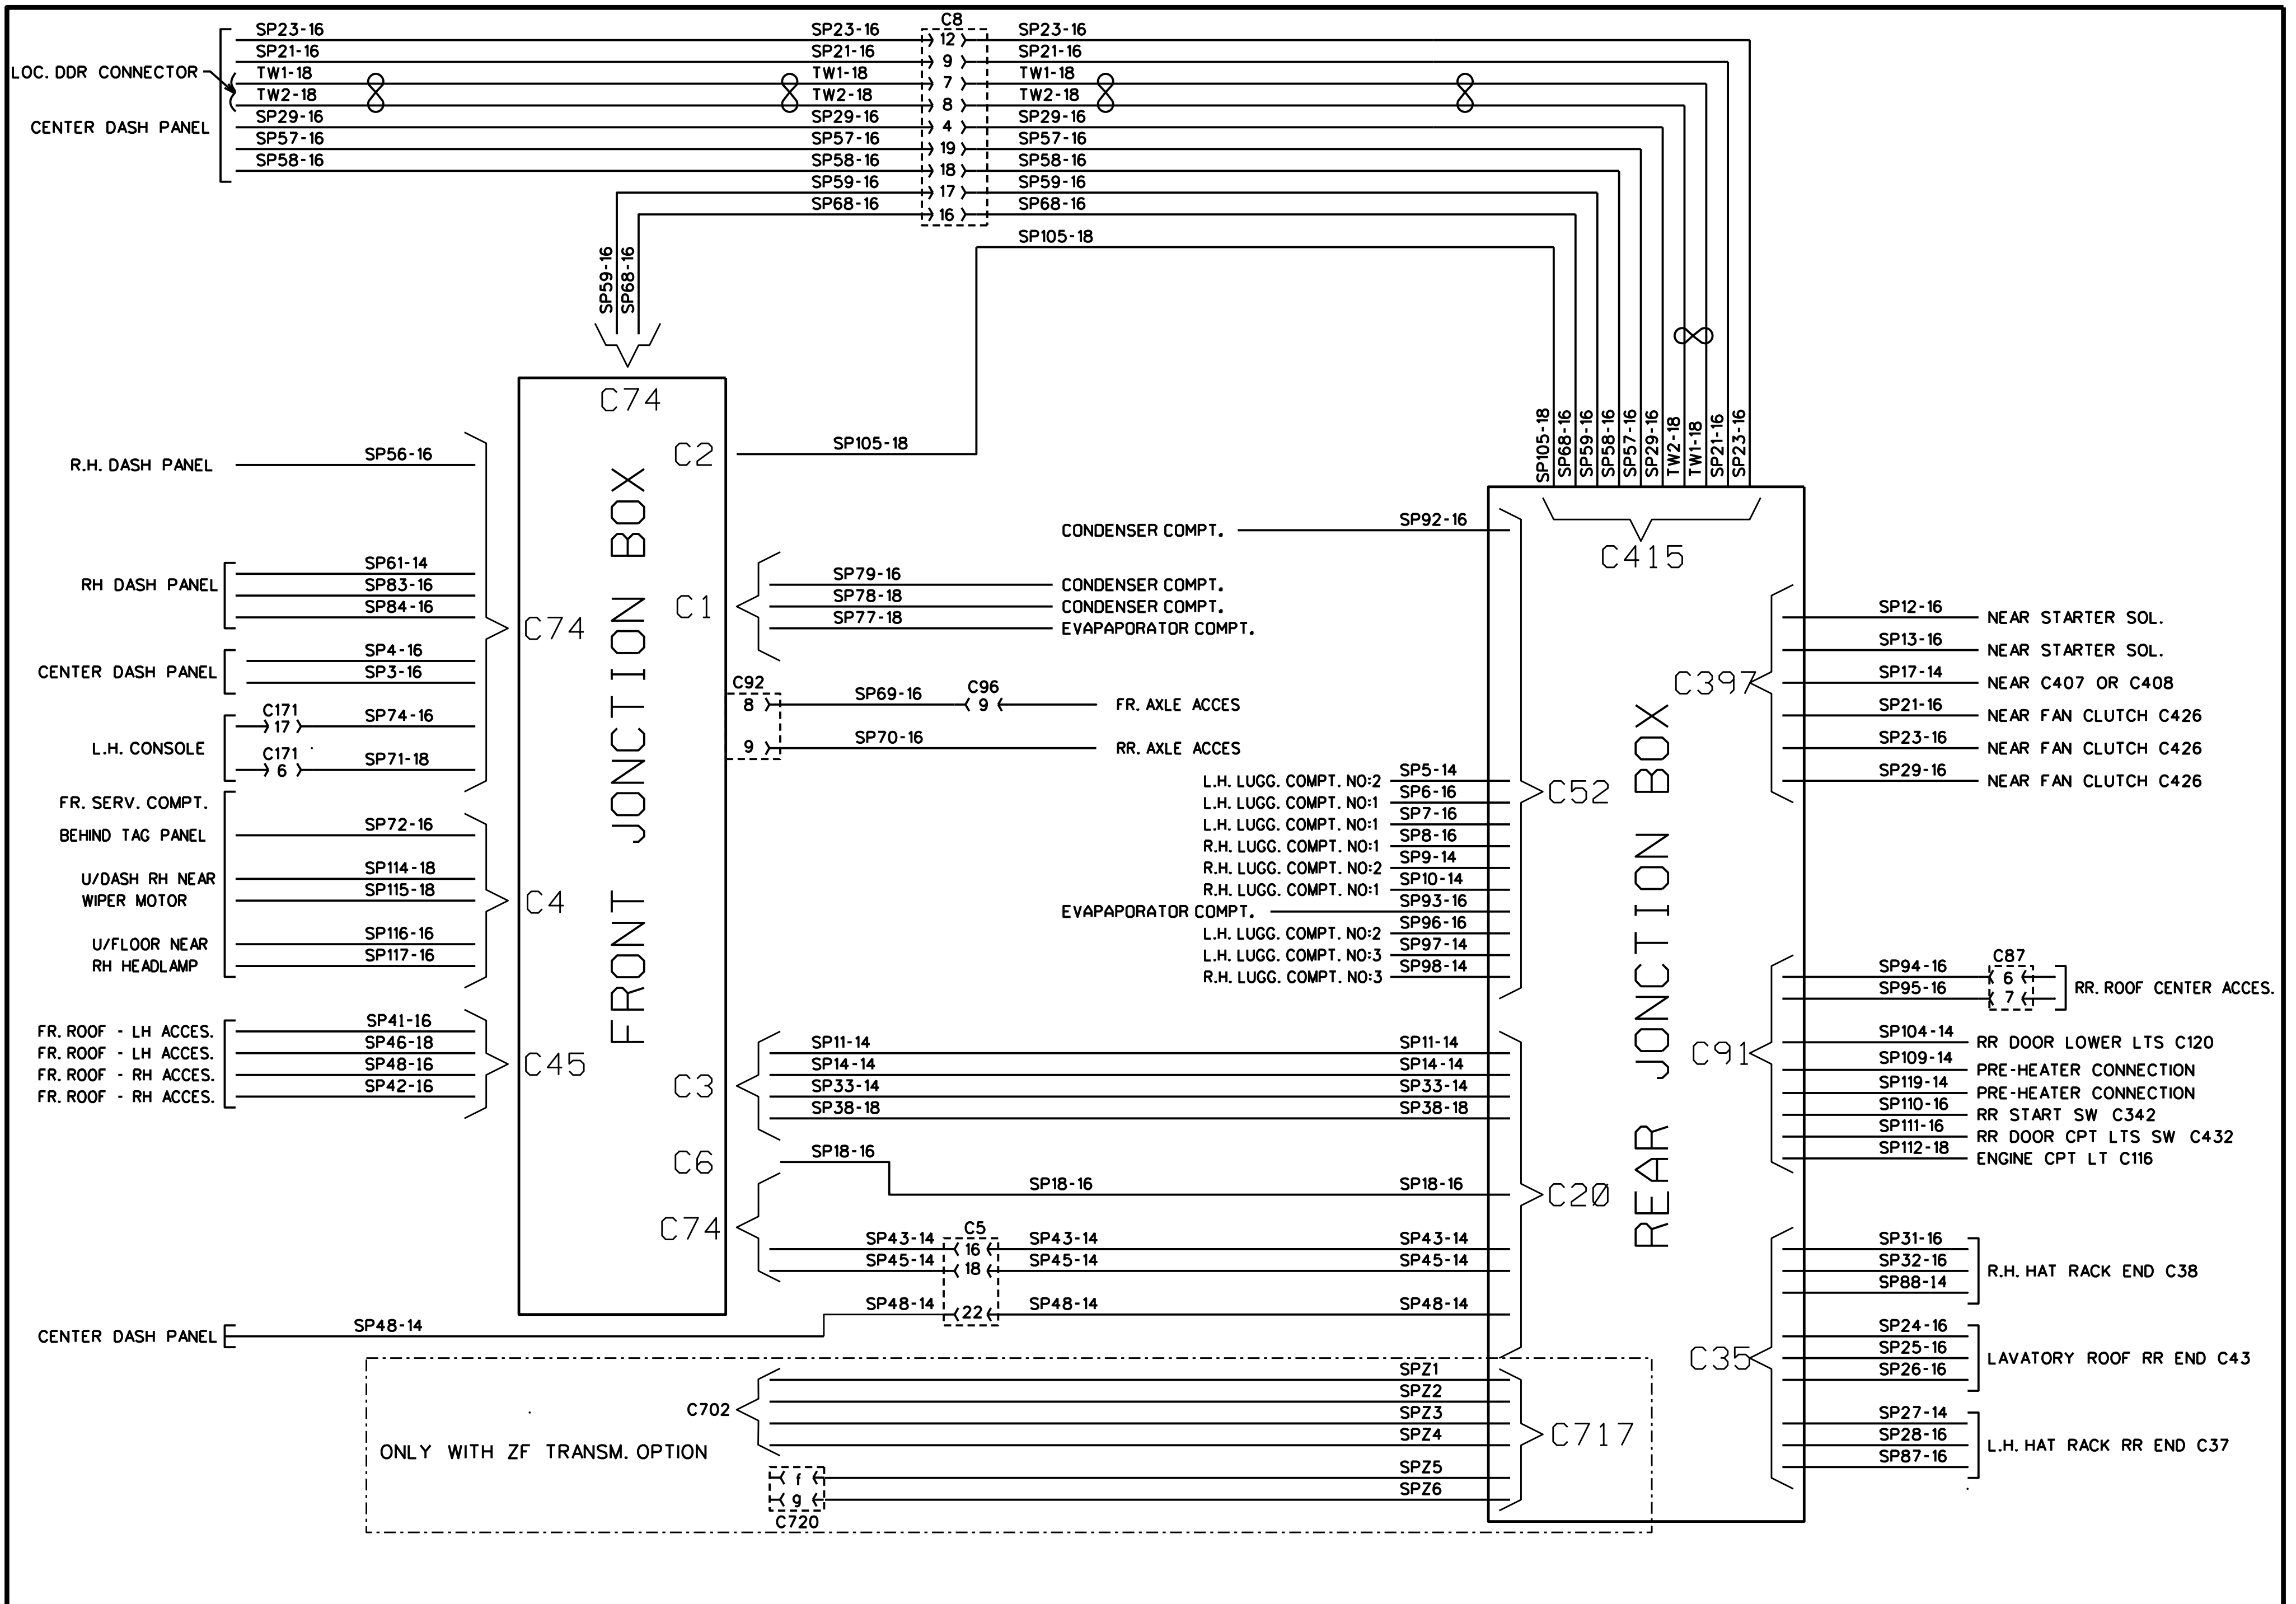 C8
SP23-16 SP23-16 12 SP23-16
SP21-16 SP21-16 9 SP21-16
LOC. DDR CONNECTOR TW1-18 TW1-18 7 TW1-18
TW2-18 TW2-18 8 TW2-18
CENTER DASH PANEL SP29-16 SP29-16 4 SP29-16
SP57-16 SP57-16 19 SP57-16
SP58-16 SP58-16 18 SP58-16
SP59-16 17 SP59-16
SP68-16 16 SP68-16
SP105-18
SP59-16
SP68-16
SP105-18
SP68-16
SP59-16
SP58-16
SP57-16
SP29-16
TW2-18
TW1-18
SP21-16
SP23-16
FRONT JONCTION BOX
C74
C2 SP105-18
R.H. DASH PANEL SP56-16
RH DASH PANEL SP61-14
SP83-16
SP84-16
C74
CENTER DASH PANEL SP4-16
SP3-16
C171
17 SP74-16
L.H. CONSOLE
C171
6 SP71-18
FR. SERV. COMPT.
BEHIND TAG PANEL SP72-16
U/DASH RH NEAR SP114-18
WIPER MOTOR SP115-18
C4
U/FLOOR NEAR SP116-16
RH HEADLAMP SP117-16
FR. ROOF - LH ACCES. SP41-16
FR. ROOF - LH ACCES. SP46-18
FR. ROOF - RH ACCES. SP48-16
FR. ROOF - RH ACCES. SP42-16
C45
C1
SP79-16 CONDENSER COMPT.
SP78-18 CONDENSER COMPT.
SP77-18 EVAPAPORATOR COMPT.
C92
8 SP69-16 C96 9 FR. AXLE ACCES
9 SP70-16 RR. AXLE ACCES
REAR JONCTION BOX
C415
CONDENSER COMPT. SP92-16
L.H. LUGG. COMPT. NO:2 SP5-14
L.H. LUGG. COMPT. NO:1 SP6-16
L.H. LUGG. COMPT. NO:1 SP7-16
R.H. LUGG. COMPT. NO:1 SP8-16
R.H. LUGG. COMPT. NO:2 SP9-14
R.H. LUGG. COMPT. NO:1 SP10-14
EVAPAPORATOR COMPT. SP93-16
L.H. LUGG. COMPT. NO:2 SP96-16
L.H. LUGG. COMPT. NO:3 SP97-14
R.H. LUGG. COMPT. NO:3 SP98-14
C52
C3
SP11-14 SP11-14
SP14-14 SP14-14
SP33-14 SP33-14
SP38-18 SP38-18
C6 SP18-16 SP18-16 SP18-16
C20
C74
C5
SP43-14 16 SP43-14 SP43-14
SP45-14 18 SP45-14 SP45-14
SP48-14 22 SP48-14 SP48-14
CENTER DASH PANEL SP48-14
ONLY WITH ZF TRANSM. OPTION
C702
SPZ1
SPZ2
SPZ3
SPZ4
C717
f SPZ5
g SPZ6
C720
C397
SP12-16 NEAR STARTER SOL.
SP13-16 NEAR STARTER SOL.
SP17-14 NEAR C407 OR C408
SP21-16 NEAR FAN CLUTCH C426
SP23-16 NEAR FAN CLUTCH C426
SP29-16 NEAR FAN CLUTCH C426
C91
C87
SP94-16 6
SP95-16 7
RR. ROOF CENTER ACCES.
SP104-14 RR DOOR LOWER LTS C120
SP109-14 PRE-HEATER CONNECTION
SP119-14 PRE-HEATER CONNECTION
SP110-16 RR START SW C342
SP111-16 RR DOOR CPT LTS SW C432
SP112-18 ENGINE CPT LT C116
C35
SP31-16
SP32-16 R.H. HAT RACK END C38
SP88-14
SP24-16
SP25-16 LAVATORY ROOF RR END C43
SP26-16
SP27-14
SP28-16 L.H. HAT RACK RR END C37
SP87-16